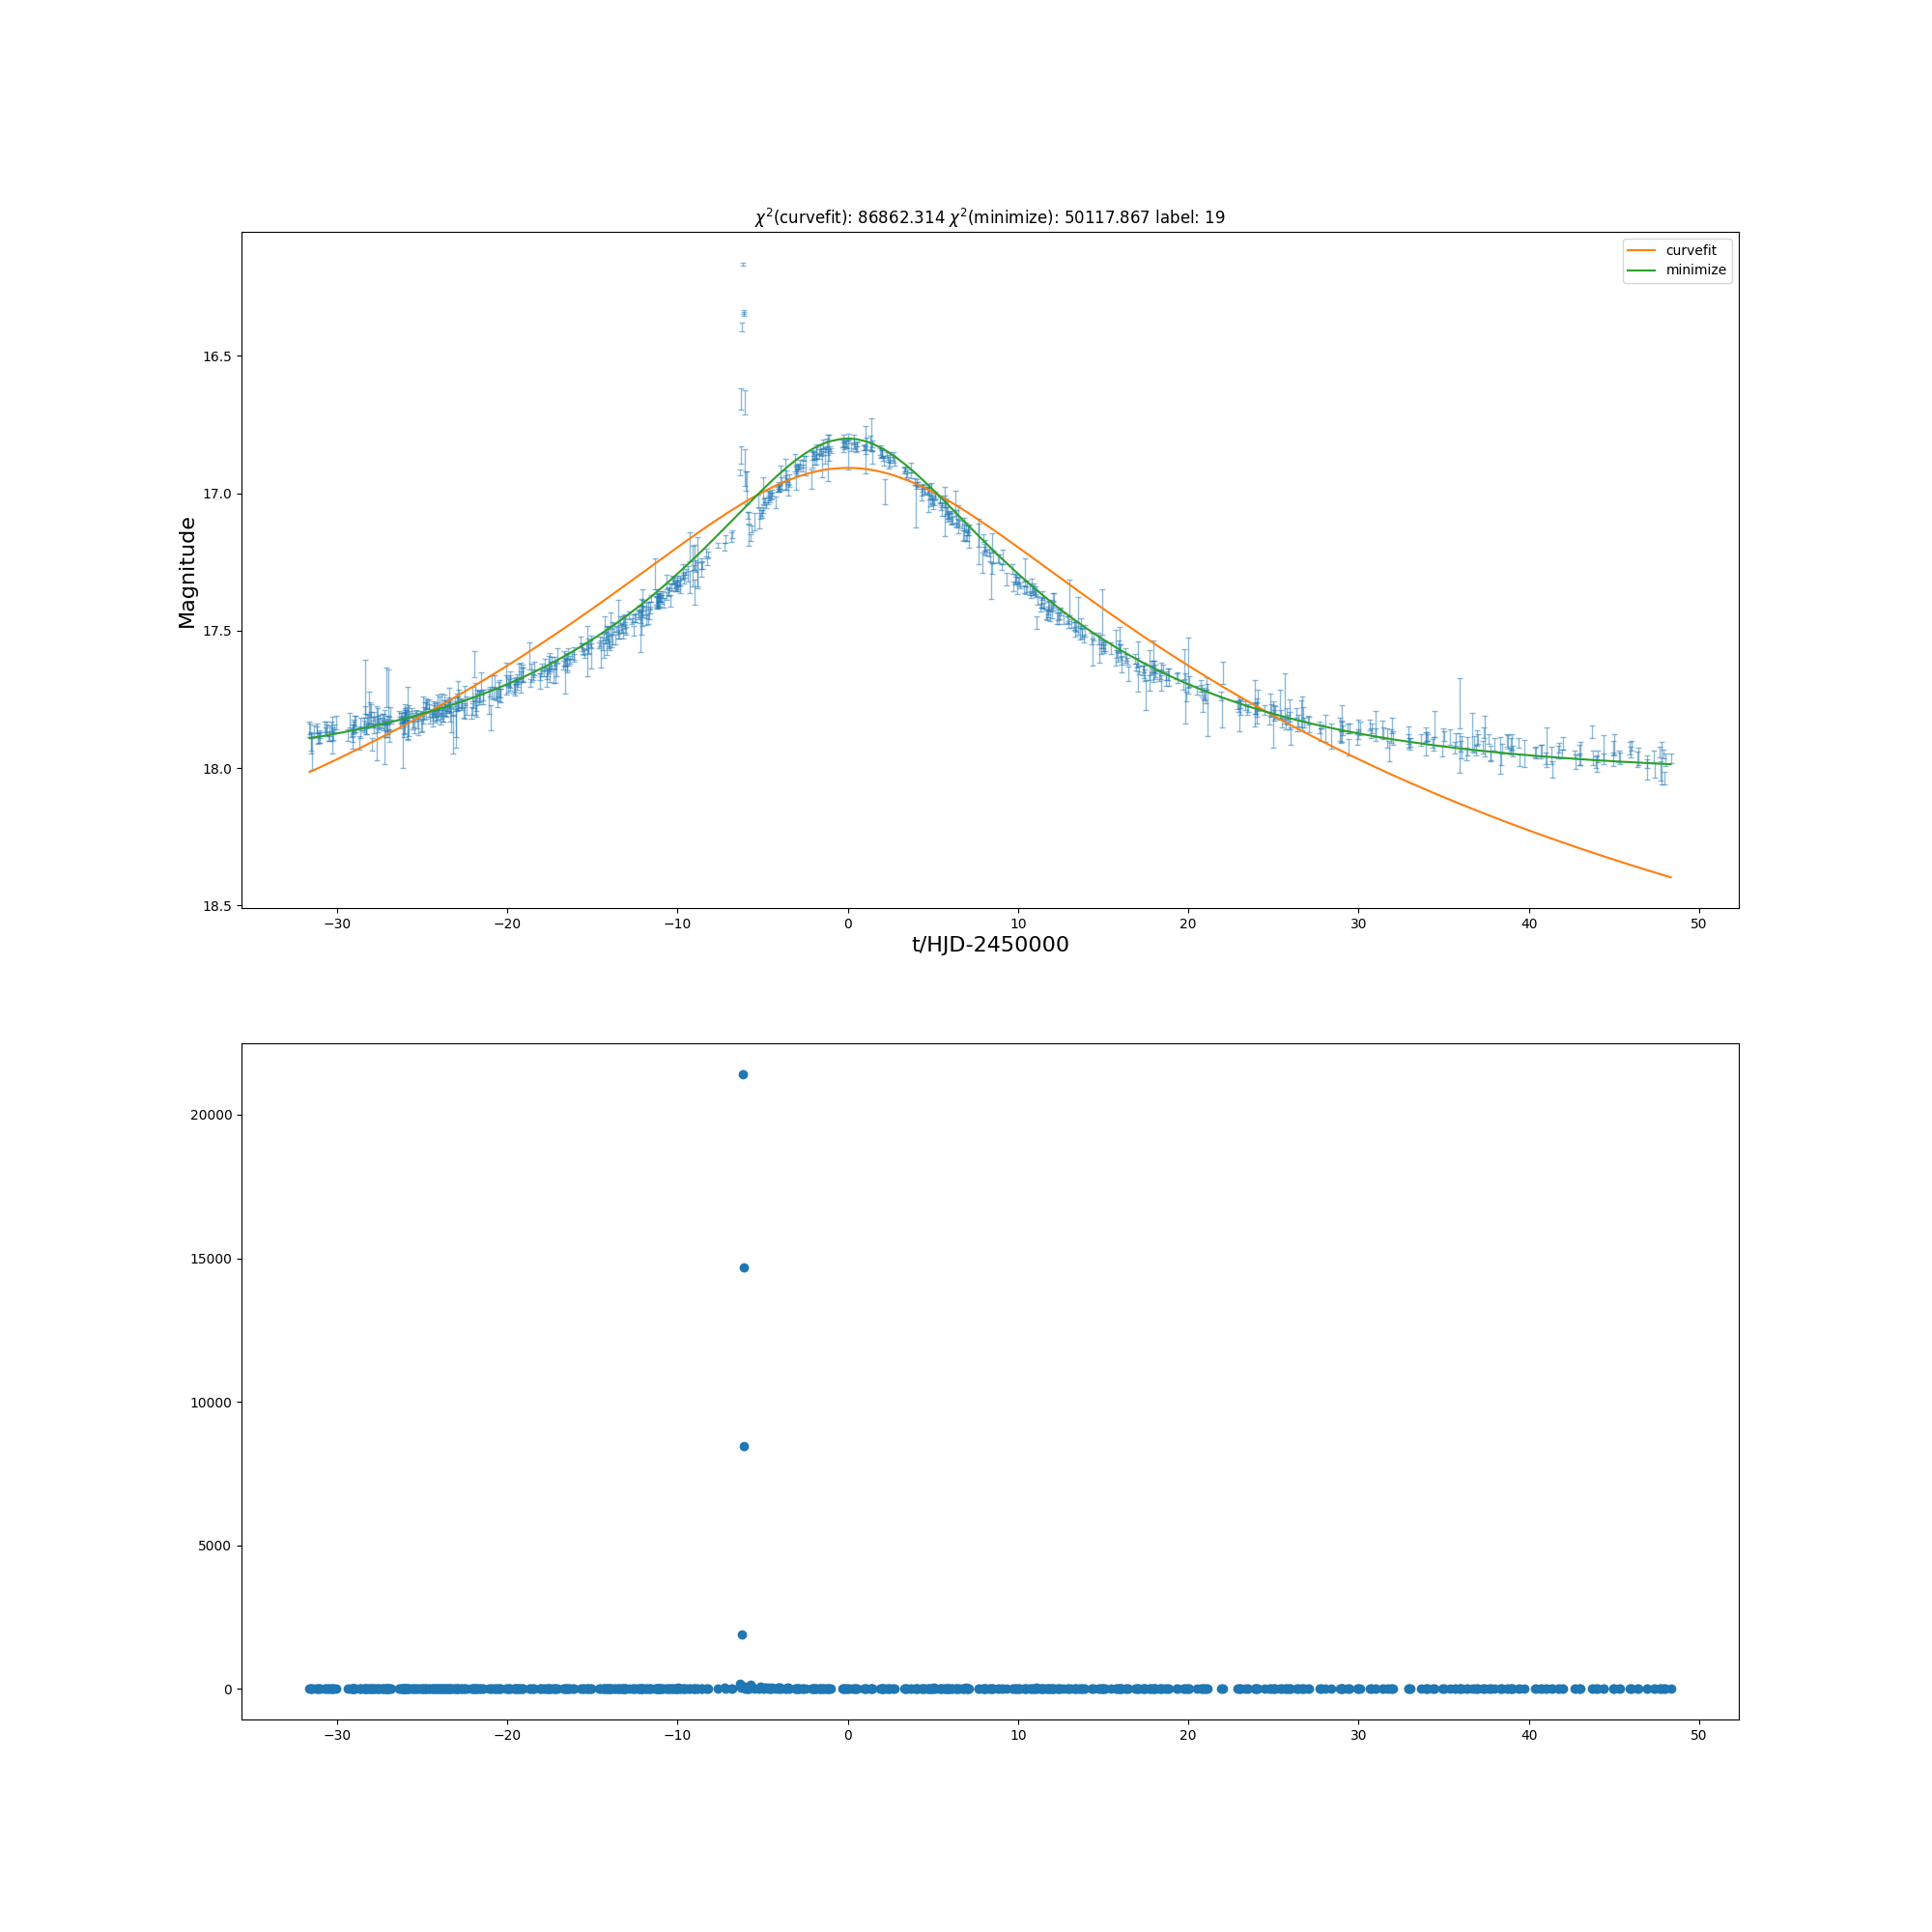 χ²(curvefit): 86862.314 χ²(minimize): 50117.867 label: 19
curvefit
minimize
Magnitude
16.5
17.0
17.5
18.0
18.5
−30 −20 −10 0 10 20 30 40 50
t/HJD-2450000
20000
15000
10000
5000
0
−30 −20 −10 0 10 20 30 40 50